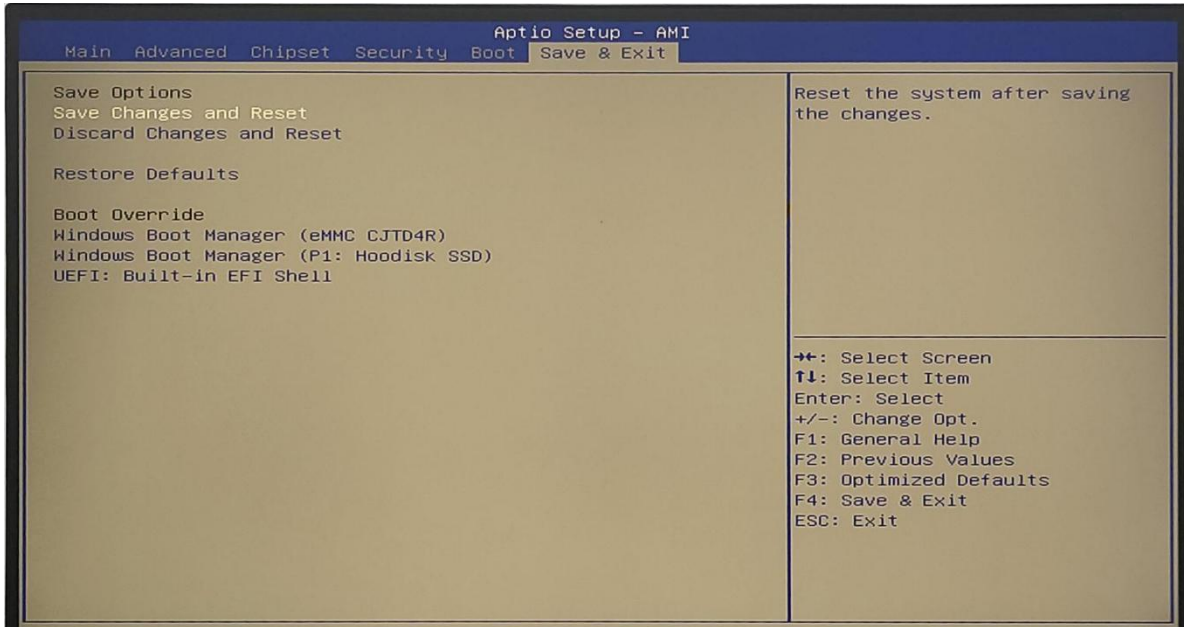 Aptio Setup – AMI
Main Advanced Chipset Security Boot Save & Exit
Save Options
Save Changes and Reset
Discard Changes and Reset
Restore Defaults
Boot Override
Windows Boot Manager (eMMC CJTD4R)
Windows Boot Manager (P1: Hoodisk SSD)
UEFI: Built-in EFI Shell
Reset the system after saving
the changes.
→←: Select Screen
↑↓: Select Item
Enter: Select
+/-: Change Opt.
F1: General Help
F2: Previous Values
F3: Optimized Defaults
F4: Save & Exit
ESC: Exit